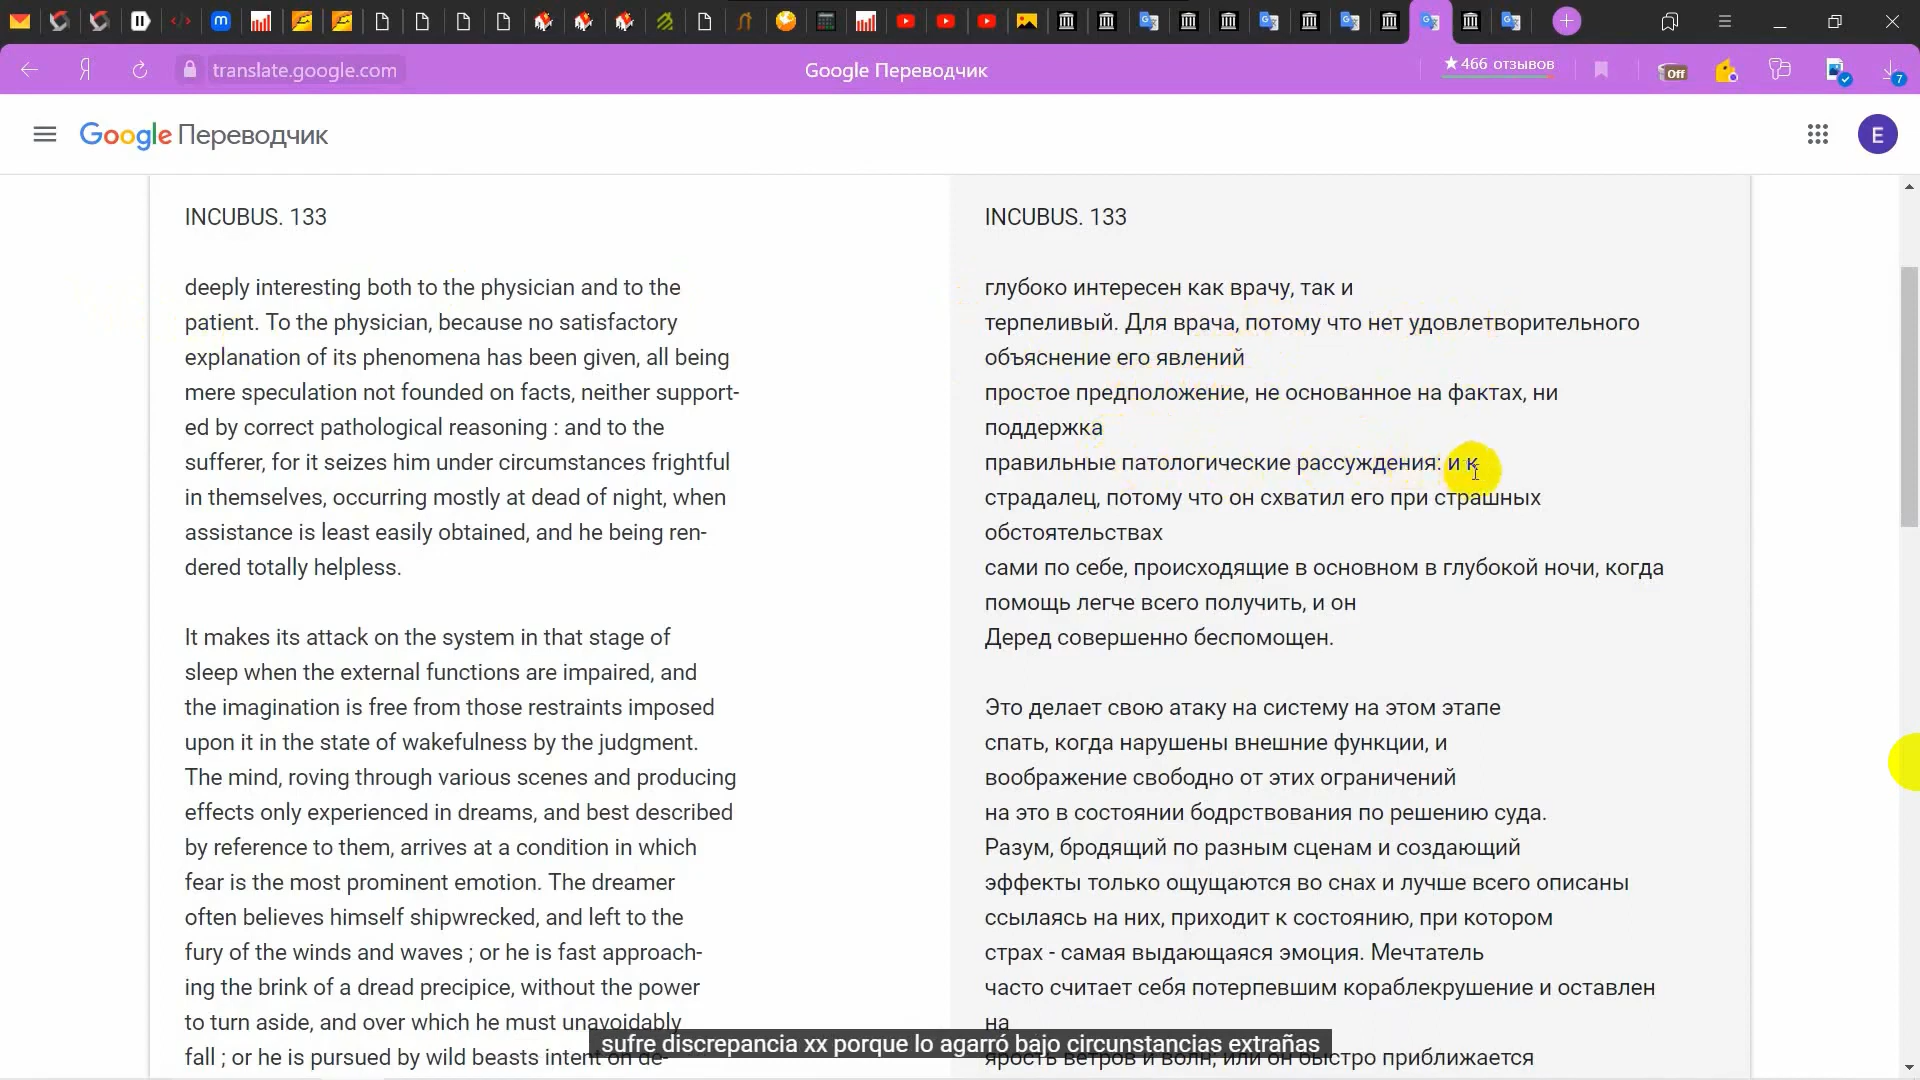 translate.google.com
Google Переводчик
★466 отзывов
Off
7
Google Переводчик
E
INCUBUS. 133
deeply interesting both to the physician and to the
patient. To the physician, because no satisfactory
explanation of its phenomena has been given, all being
mere speculation not founded on facts, neither support-
ed by correct pathological reasoning : and to the
sufferer, for it seizes him under circumstances frightful
in themselves, occurring mostly at dead of night, when
assistance is least easily obtained, and he being ren-
dered totally helpless.
It makes its attack on the system in that stage of
sleep when the external functions are impaired, and
the imagination is free from those restraints imposed
upon it in the state of wakefulness by the judgment.
The mind, roving through various scenes and producing
effects only experienced in dreams, and best described
by reference to them, arrives at a condition in which
fear is the most prominent emotion. The dreamer
often believes himself shipwrecked, and left to the
fury of the winds and waves ; or he is fast approach-
ing the brink of a dread precipice, without the power
to turn aside, and over which he must unavoidably
fall ; or he is pursued by wild beasts intent on de-
INCUBUS. 133
глубоко интересен как врачу, так и
терпеливый. Для врача, потому что нет удовлетворительного
объяснение его явлений
простое предположение, не основанное на фактах, ни
поддержка
правильные патологические рассуждения: и к
страдалец, потому что он схватил его при страшных
обстоятельствах
сами по себе, происходящие в основном в глубокой ночи, когда
помощь легче всего получить, и он
Деред совершенно беспомощен.
Это делает свою атаку на систему на этом этапе
спать, когда нарушены внешние функции, и
воображение свободно от этих ограничений
на это в состоянии бодрствования по решению суда.
Разум, бродящий по разным сценам и создающий
эффекты только ощущаются во снах и лучше всего описаны
ссылаясь на них, приходит к состоянию, при котором
страх - самая выдающаяся эмоция. Мечтатель
часто считает себя потерпевшим кораблекрушение и оставлен
на
ярость ветров и волн; или он быстро приближается
sufre discrepancia xx porque lo agarró bajo circunstancias extrañas